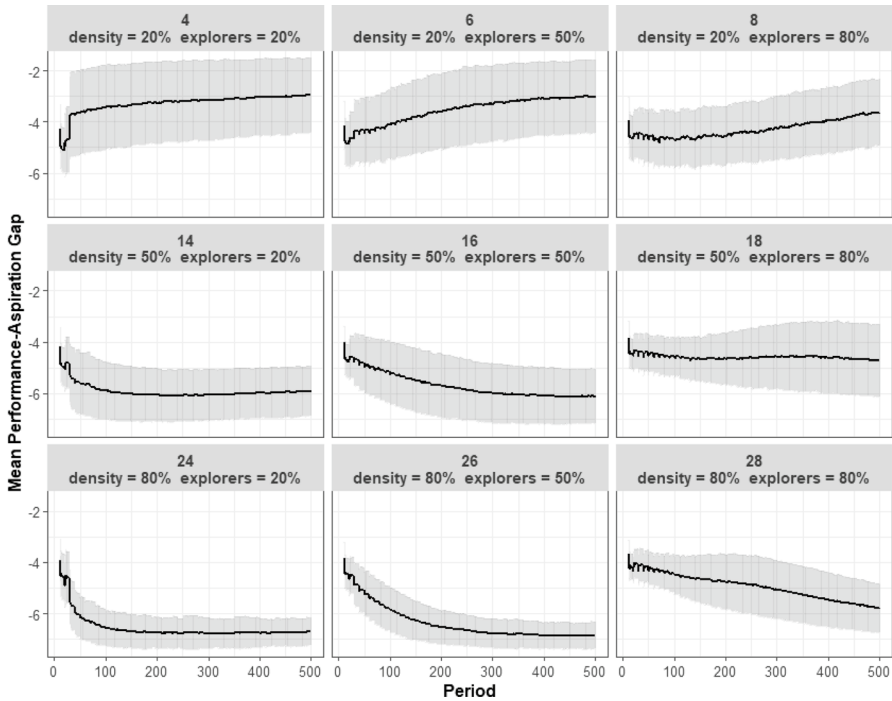 4
density = 20%  explorers = 20%
6
density = 20%  explorers = 50%
8
density = 20%  explorers = 80%
-2
-4
-6
14
density = 50%  explorers = 20%
16
density = 50%  explorers = 50%
18
density = 50%  explorers = 80%
-2
-4
-6
24
density = 80%  explorers = 20%
26
density = 80%  explorers = 50%
28
density = 80%  explorers = 80%
-2
-4
-6
0 100 200 300 400 500
0 100 200 300 400 500
0 100 200 300 400 500
Mean Performance-Aspiration Gap
Period